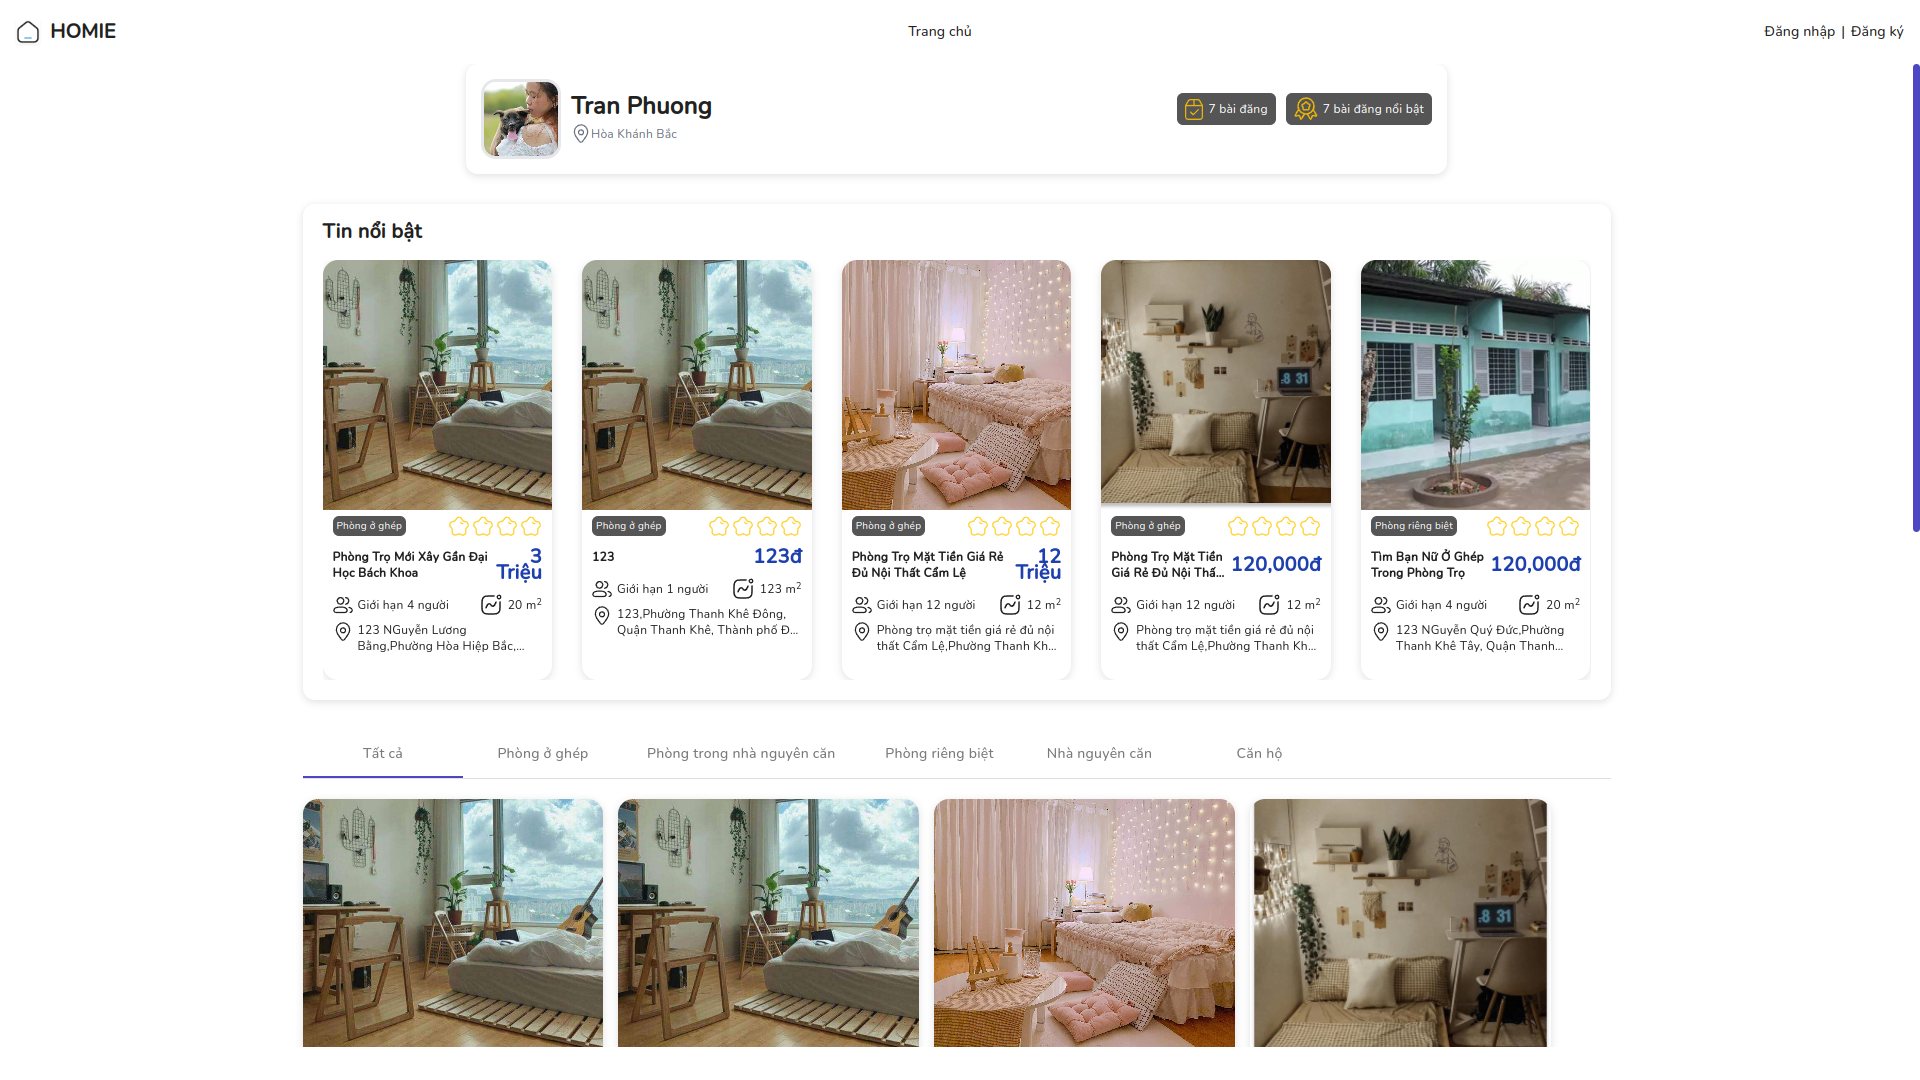 HOMIE
Trang chủ
Đăng nhập | Đăng ký
Tran Phuong
Hòa Khánh Bắc
7 bài đăng
7 bài đăng nổi bật
Tin nổi bật
Phòng ở ghép
Phòng Trọ Mới Xây Gần Đại
Học Bách Khoa
3
Triệu
Giới hạn 4 người
20 m²
123 NGuyễn Lương
Bằng,Phường Hòa Hiệp Bắc,...
Phòng ở ghép
123
123đ
Giới hạn 1 người
123 m²
123,Phường Thanh Khê Đông,
Quận Thanh Khê, Thành phố Đ...
Phòng ở ghép
Phòng Trọ Mặt Tiền Giá Rẻ
Đủ Nội Thất Cẩm Lệ
12
Triệu
Giới hạn 12 người
12 m²
Phòng trọ mặt tiền giá rẻ đủ nội
thất Cẩm Lệ,Phường Thanh Kh...
8 31
Phòng ở ghép
Phòng Trọ Mặt Tiền
Giá Rẻ Đủ Nội Thấ...
120,000đ
Giới hạn 12 người
12 m²
Phòng trọ mặt tiền giá rẻ đủ nội
thất Cẩm Lệ,Phường Thanh Kh...
Phòng riêng biệt
Tìm Bạn Nữ Ở Ghép
Trong Phòng Trọ
120,000đ
Giới hạn 4 người
20 m²
123 NGuyễn Quý Đức,Phường
Thanh Khê Tây, Quận Thanh...
Tất cả
Phòng ở ghép
Phòng trong nhà nguyên căn
Phòng riêng biệt
Nhà nguyên căn
Căn hộ
8 31